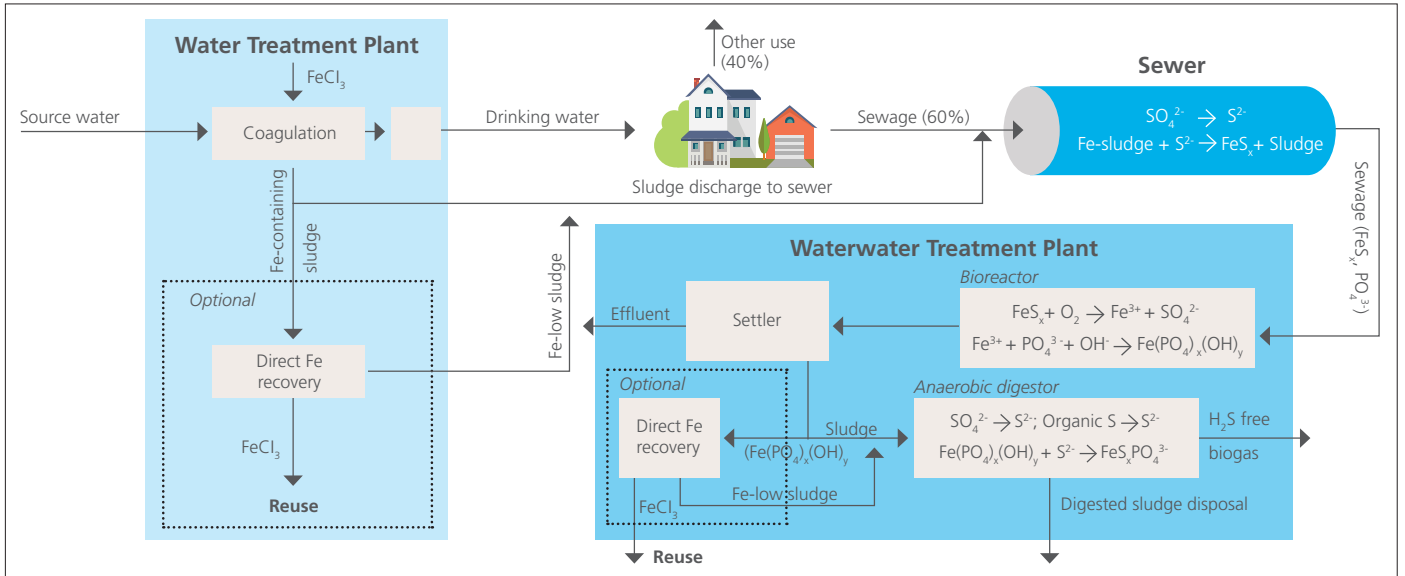 Water Treatment Plant
FeCl₃
Source water
Coagulation
Drinking water
Other use
(40%)
Sewage (60%)
Sewer
SO₄²⁻ → S²⁻
Fe-sludge + S²⁻ → FeSₓ + Sludge
Sludge discharge to sewer
Fe-containing
sludge
Sewage (FeSₓ, PO₄³⁻)
Optional
Direct Fe
recovery
FeCl₃
Reuse
Fe-low sludge
Waterwater Treatment Plant
Bioreactor
FeSₓ + O₂ → Fe³⁺ + SO₄²⁻
Fe³⁺ + PO₄³⁻ + OH⁻ → Fe(PO₄)ₓ(OH)ᵧ
Settler
Effluent
Optional
Direct Fe
recovery
Sludge
(Fe(PO₄)ₓ(OH)ᵧ
Fe-low sludge
FeCl₃
Reuse
Anaerobic digestor
SO₄²⁻ → S²⁻; Organic S → S²⁻
Fe(PO₄)ₓ(OH)ᵧ + S²⁻ → FeSₓPO₄³⁻
H₂S free
biogas
Digested sludge disposal